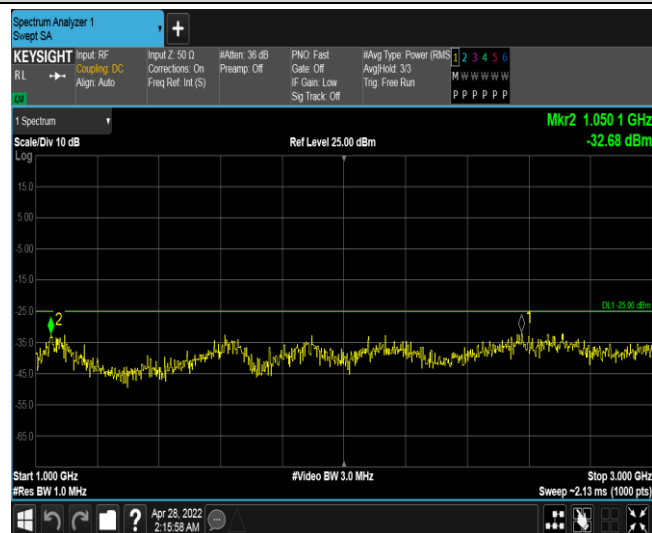 Spectrum Analyzer 1
Swept SA
+
KEYSIGHT
RL
Input: RF
Coupling: DC
Align: Auto
Input Z: 50 Ω
Corrections: On
Freq Ref: Int (S)
#Atten: 36 dB
Preamp: Off
PNO: Fast
Gate: Off
IF Gain: Low
Sig Track: Off
#Avg Type: Power (RMS
Avg|Hold: 3/3
Trig: Free Run
1 2 3 4 5 6
M W W W W W
P P P P P P
1 Spectrum
Mkr2 1.050 1 GHz
Scale/Div 10 dB
Ref Level 25.00 dBm
-32.68 dBm
Log
15.0
5.00
-5.00
-15.0
-25.0
DL1 -25.00 dBm
2
1
-35.0
-45.0
-55.0
-65.0
Start 1.000 GHz
#Video BW 3.0 MHz
Stop 3.000 GHz
#Res BW 1.0 MHz
Sweep ~2.13 ms (1000 pts)
?
Apr 28, 2022
2:15:58 AM